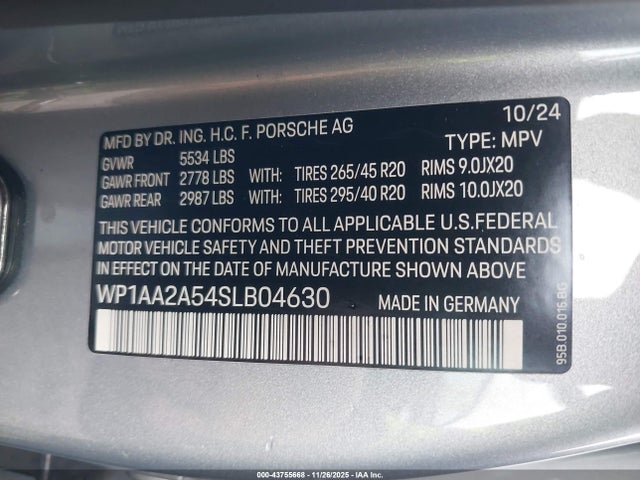 10/24
MFD BY DR. ING. H.C. F. PORSCHE AG
TYPE: MPV
GVWR 5534 LBS
GAWR FRONT 2778 LBS WITH: TIRES 265/45 R20 RIMS 9.0JX20
GAWR REAR 2987 LBS WITH: TIRES 295/40 R20 RIMS 10.0JX20
THIS VEHICLE CONFORMS TO ALL APPLICABLE U.S.FEDERAL
MOTOR VEHICLE SAFETY AND THEFT PREVENTION STANDARDS
IN EFFECT ON THE DATE OF MANUFACTURE SHOWN ABOVE
WP1AA2A54SLB04630 MADE IN GERMANY
95B.010.016.BG
000-43755668 - 11/26/2025 - IAAI.com